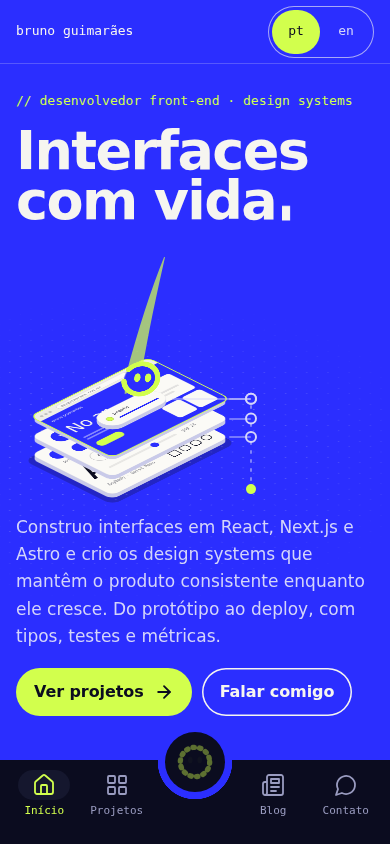 bruno guimarães
pt
en
// desenvolvedor front-end · design systems
Interfaces
com vida.
Construo interfaces em React, Next.js e
Astro e crio os design systems que
mantêm o produto consistente enquanto
ele cresce. Do protótipo ao deploy, com
tipos, testes e métricas.
Ver projetos
Falar comigo
Início
Projetos
Blog
Contato